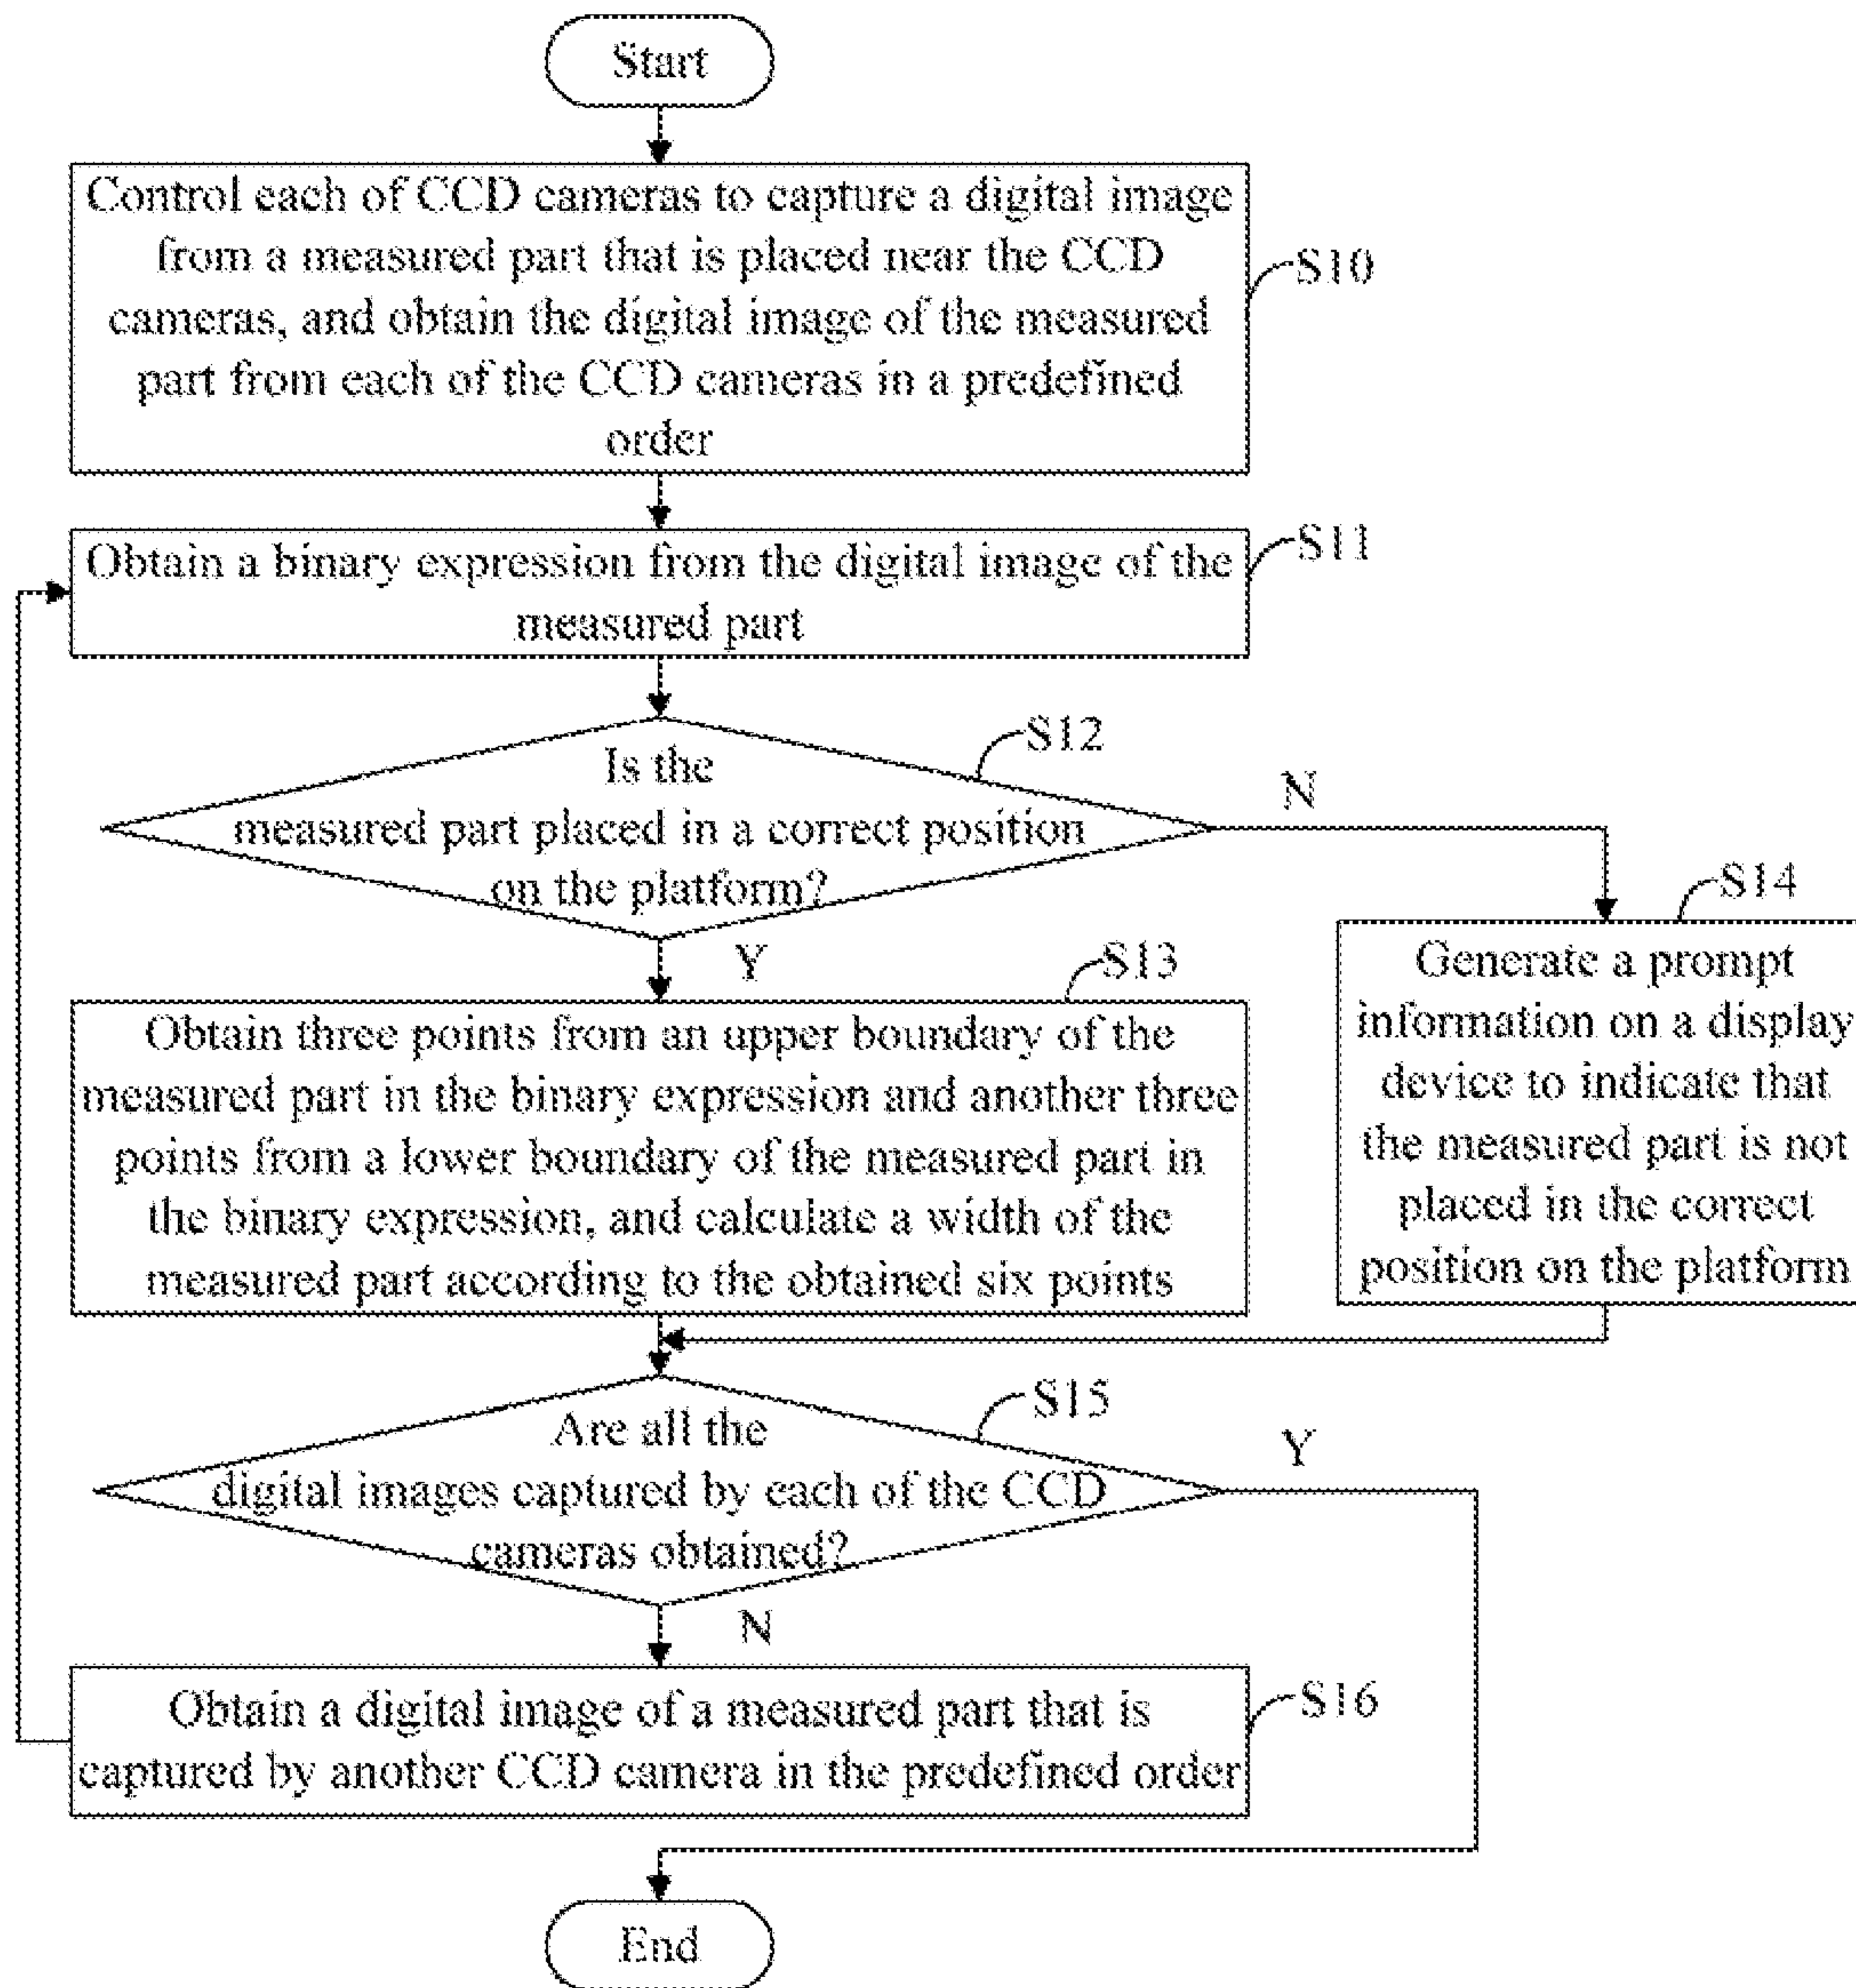 Start
Control each of CCD cameras to capture a digital image
from a measured part that is placed near the CCD
cameras, and obtain the digital image of the measured
part from each of the CCD cameras in a predefined
order
S10
Obtain a binary expression from the digital image of the
measured part
S11
S12
Is the
measured part placed in a correct position
on the platform?
N
Y
S13
Obtain three points from an upper boundary of the
measured part in the binary expression and another three
points from a lower boundary of the measured part in
the binary expression, and calculate a width of the
measured part according to the obtained six points
S14
Generate a prompt
information on a display
device to indicate that
the measured part is not
placed in the correct
position on the platform
S15
Are all the
digital images captured by each of the CCD
cameras obtained?
Y
N
Obtain a digital image of a measured part that is
captured by another CCD camera in the predefined order
S16
End